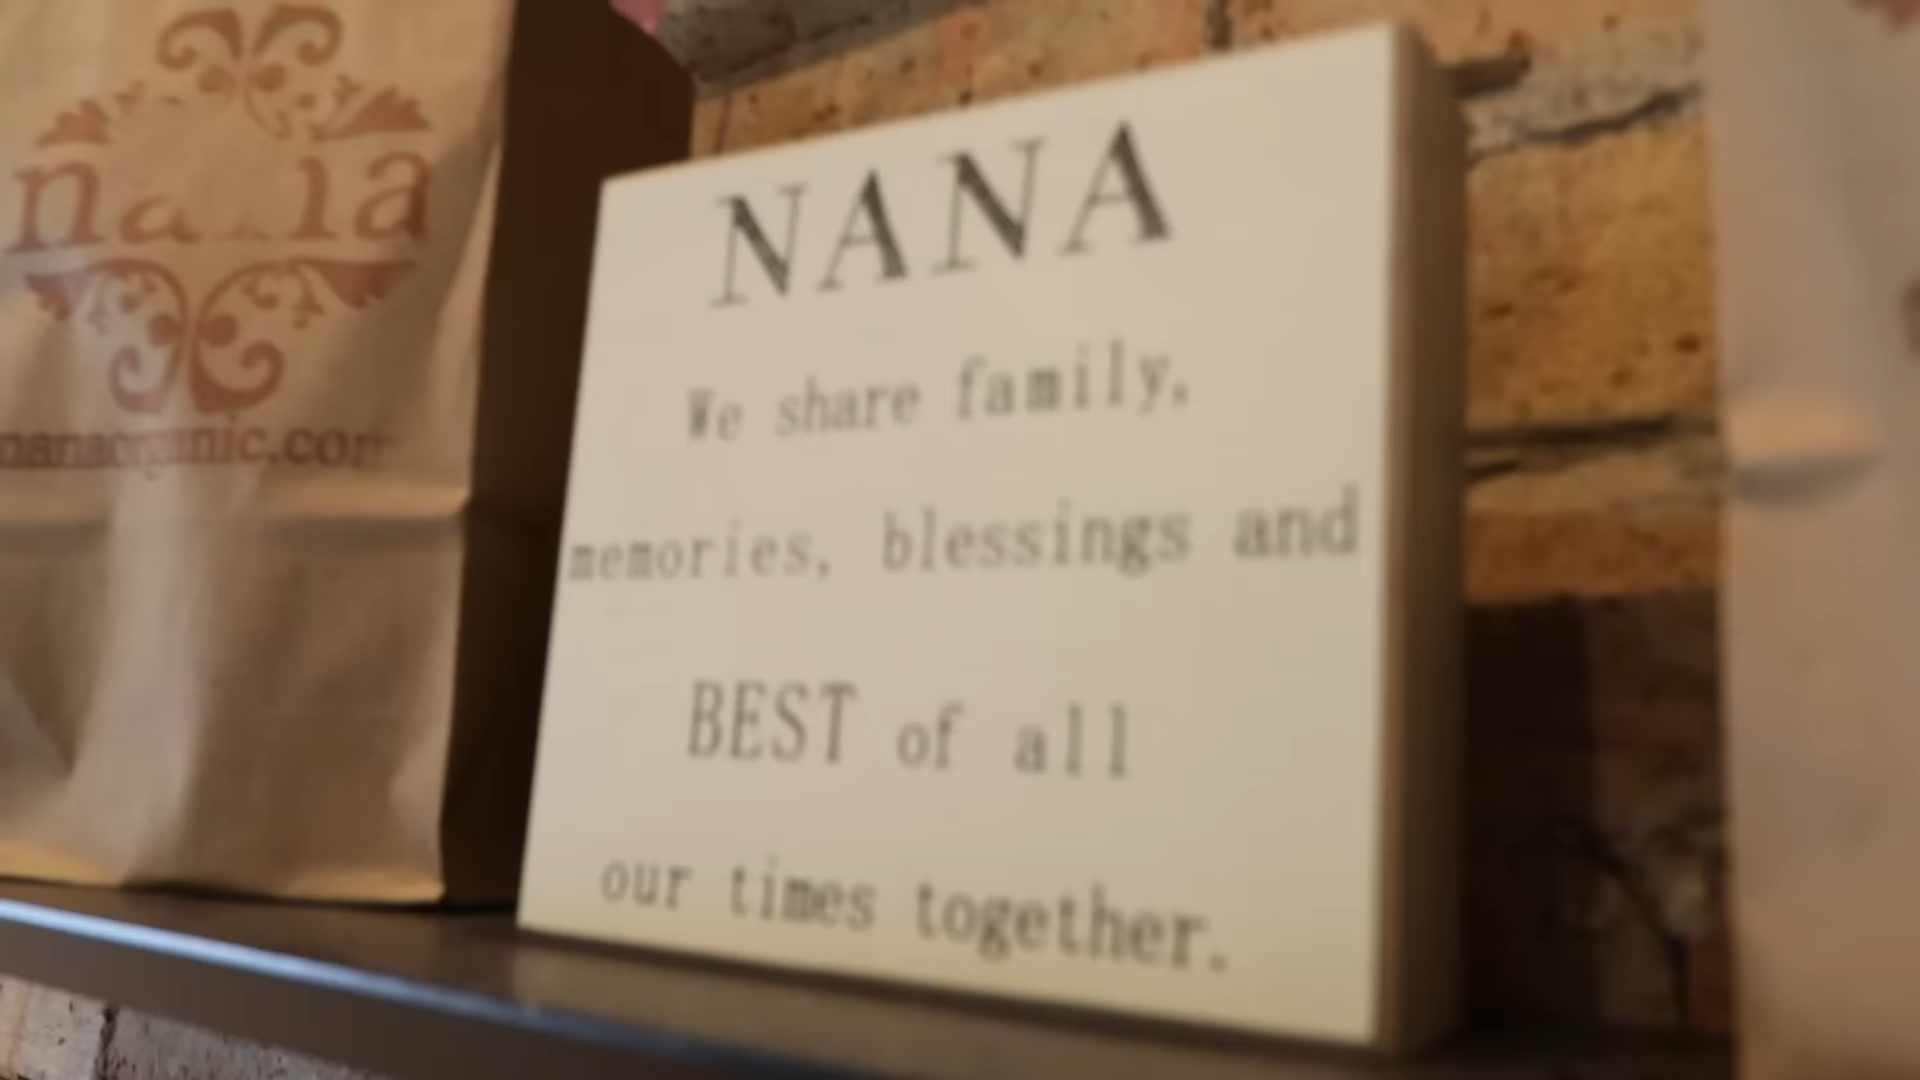 nana
nanaorganic.com
NANA
We share family,
memories, blessings and
BEST of all
our times together.